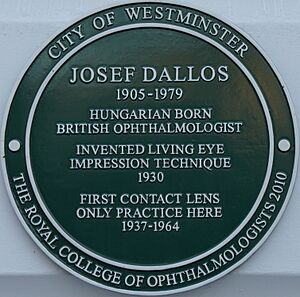 CITY OF WESTMINSTER
JOSEF DALLOS
1905-1979
HUNGARIAN BORN
BRITISH OPHTHALMOLOGIST
INVENTED LIVING EYE
IMPRESSION TECHNIQUE
1930
FIRST CONTACT LENS
ONLY PRACTICE HERE
1937-1964
THE ROYAL COLLEGE OF OPHTHALMOLOGISTS 2010